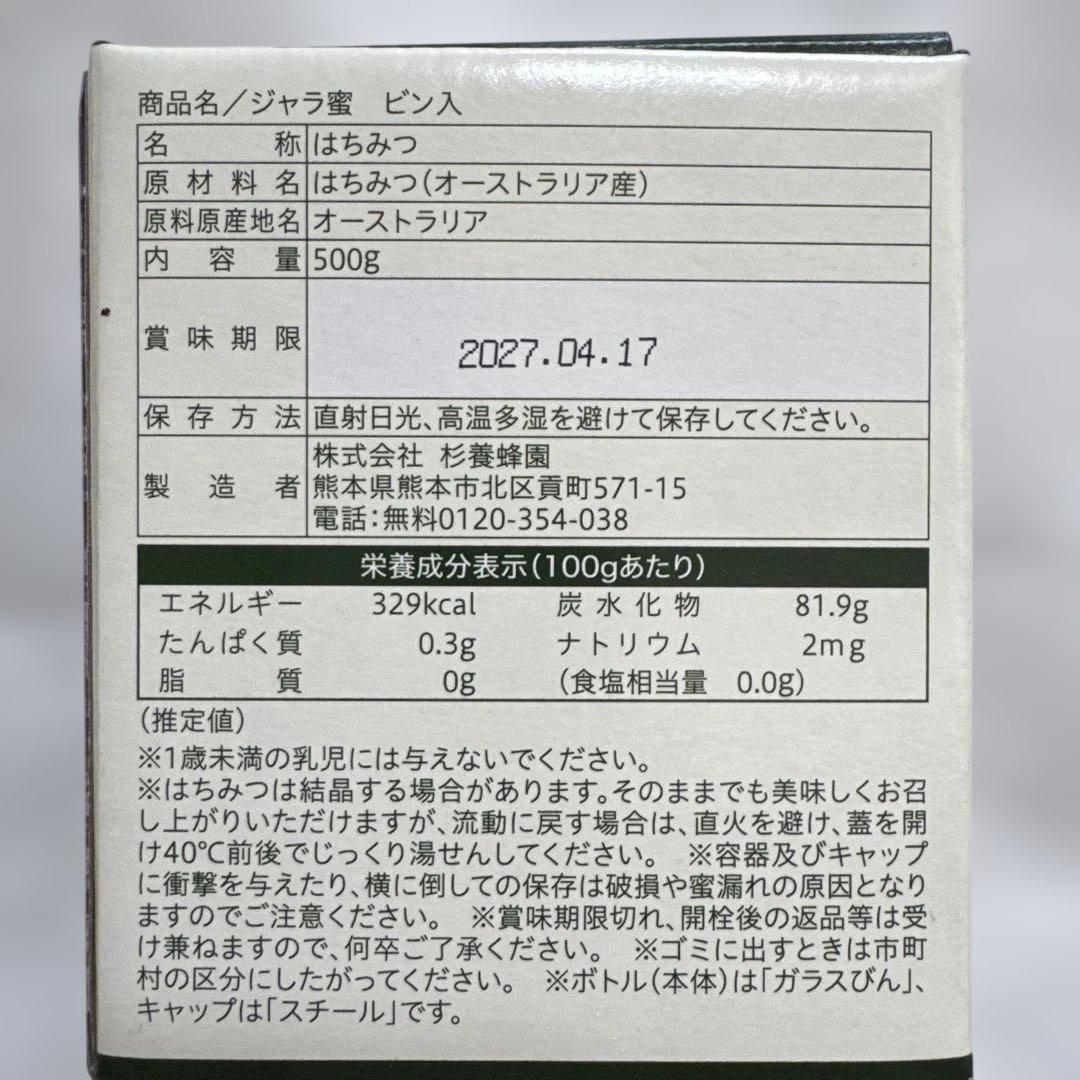 商品名／ジャラ蜜　ビン入
名称 はちみつ
原材料名 はちみつ(オーストラリア産)
原料原産地名 オーストラリア
内容量 500g
賞味期限 2027.04.17
保存方法 直射日光、高温多湿を避けて保存してください。
製造者 株式会社 杉養蜂園
熊本県熊本市北区貢町571-15
電話:無料0120-354-038
栄養成分表示(100gあたり)
エネルギー 329kcal 炭水化物 81.9g
たんぱく質 0.3g ナトリウム 2mg
脂質 0g (食塩相当量 0.0g)
(推定値)
※1歳未満の乳児には与えないでください。
※はちみつは結晶する場合があります。そのままでも美味しくお召
し上がりいただけますが、流動に戻す場合は、直火を避け、蓋を開
け40℃前後でじっくり湯せんしてください。　※容器及びキャップ
に衝撃を与えたり、横に倒しての保存は破損や蜜漏れの原因となり
ますのでご注意ください。　※賞味期限切れ、開栓後の返品等は受
け兼ねますので、何卒ご了承ください。　※ゴミに出すときは市町
村の区分にしたがってください。　※ボトル(本体)は「ガラスびん」、
キャップは「スチール」です。